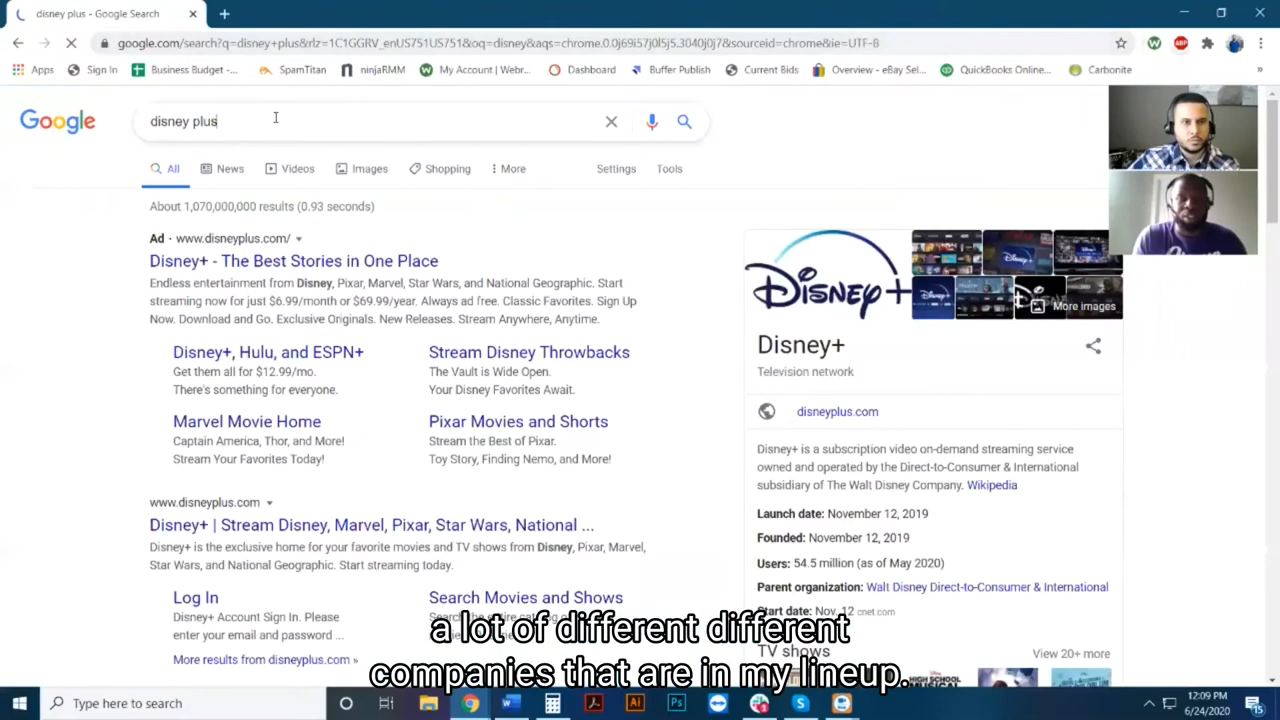 disney plus - Google Search
google.com/search?q=disney+plus&rlz=1C1GGRV_enUS751US751&oq=disney&aqs=chrome.0.0j69i57j0l5j5.3040j0j7&sourceid=chrome&ie=UTF-8
Apps Sign In Business Budget -... SpamTitan ninjaRMM My Account | Webr... Dashboard Buffer Publish Current Bids Overview - eBay Sel... QuickBooks Online... Carbonite »
Google
disney plus
All News Videos Images Shopping More Settings Tools
About 1,070,000,000 results (0.93 seconds)
Ad · www.disneyplus.com/
Disney+ - The Best Stories in One Place
Endless entertainment from Disney, Pixar, Marvel, Star Wars, and National Geographic. Start
streaming now for just $6.99/month or $69.99/year. Always ad free. Classic Favorites. Sign Up
Now. Download and Go. Exclusive Originals. New Releases. Stream Anywhere, Anytime.
Disney+, Hulu, and ESPN+
Get them all for $12.99/mo.
There's something for everyone.
Stream Disney Throwbacks
The Vault is Wide Open.
Your Disney Favorites Await.
Marvel Movie Home
Captain America, Thor, and More!
Stream Your Favorites Today!
Pixar Movies and Shorts
Stream the Best of Pixar.
Toy Story, Finding Nemo, and More!
www.disneyplus.com
Disney+ | Stream Disney, Marvel, Pixar, Star Wars, National ...
Disney+ is the exclusive home for your favorite movies and TV shows from Disney, Pixar, Marvel,
Star Wars, and National Geographic. Start streaming today.
Log In
Disney+ Account Sign In. Please
enter your email and password ...
Search Movies and Shows
More results from disneyplus.com »
Disney+
More images
Disney+
Television network
disneyplus.com
Disney+ is a subscription video on-demand streaming service
owned and operated by the Direct-to-Consumer & International
subsidiary of The Walt Disney Company. Wikipedia
Launch date: November 12, 2019
Founded: November 12, 2019
Users: 54.5 million (as of May 2020)
Parent organization: Walt Disney Direct-to-Consumer & International
Start date: Nov. 12 cnet.com
TV shows View 20+ more
HIGH SCHOOL
a lot of different different
companies that are in my lineup.
Type here to search
12:09 PM
6/24/2020
15